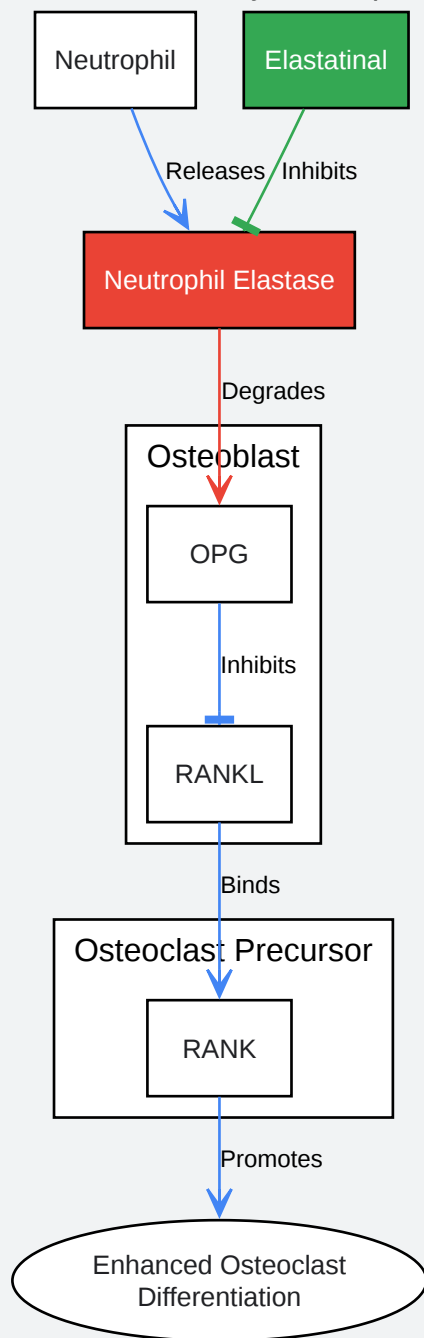 Neutrophil
Elastatinal
Releases
Inhibits
Neutrophil Elastase
Degrades
Osteoblast
OPG
Inhibits
RANKL
Binds
Osteoclast Precursor
RANK
Promotes
Enhanced Osteoclast
Differentiation